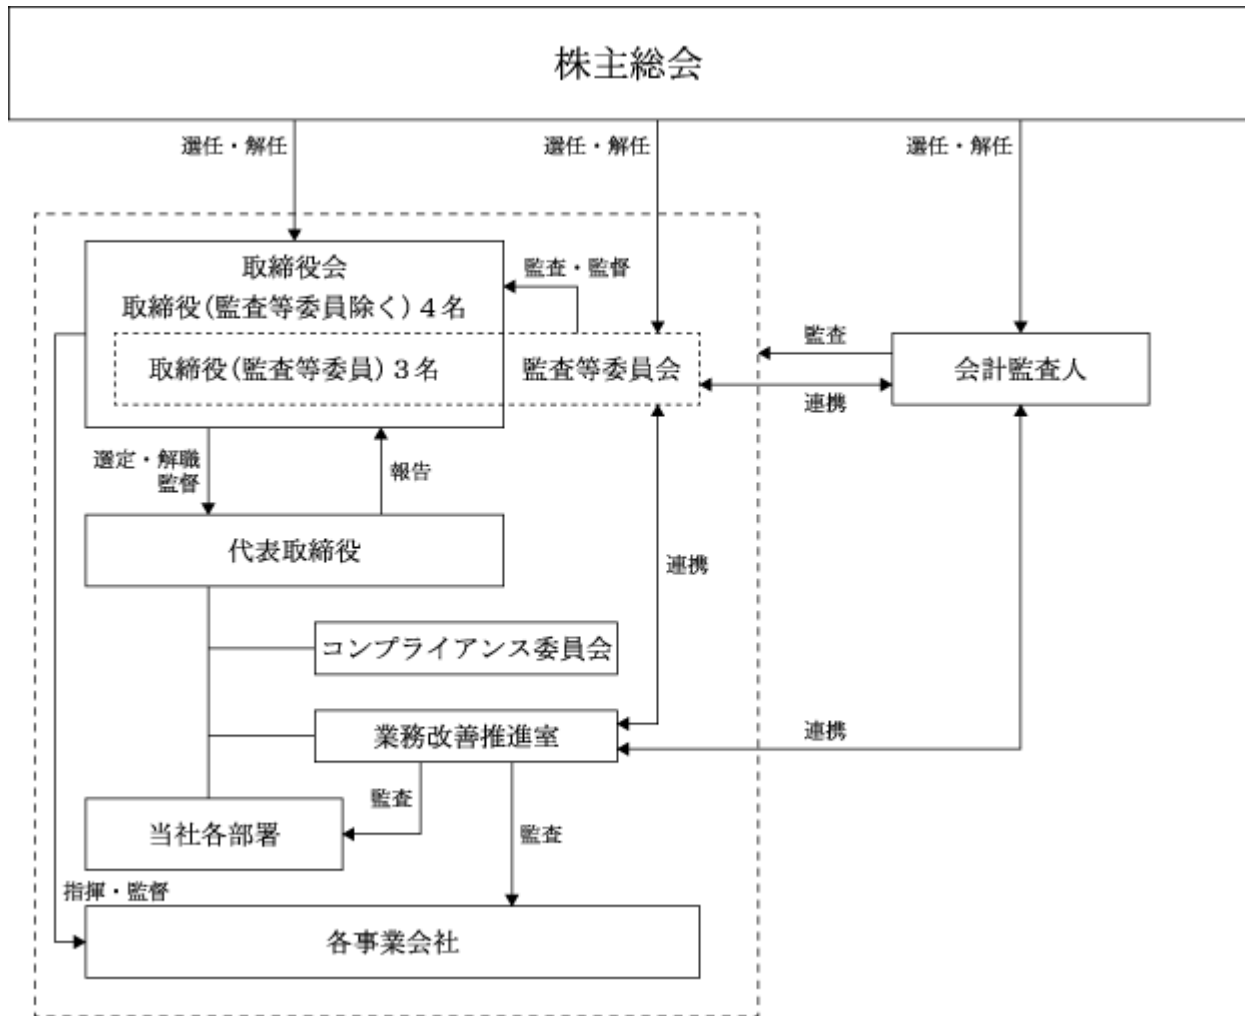 株主総会
選任・解任
選任・解任
選任・解任
取締役会
取締役(監査等委員除く)4名
監査・監督
取締役(監査等委員)3名
監査等委員会
監査
会計監査人
連携
選定・解職
監督
報告
代表取締役
連携
コンプライアンス委員会
業務改善推進室
連携
監査
当社各部署
監査
指揮・監督
各事業会社